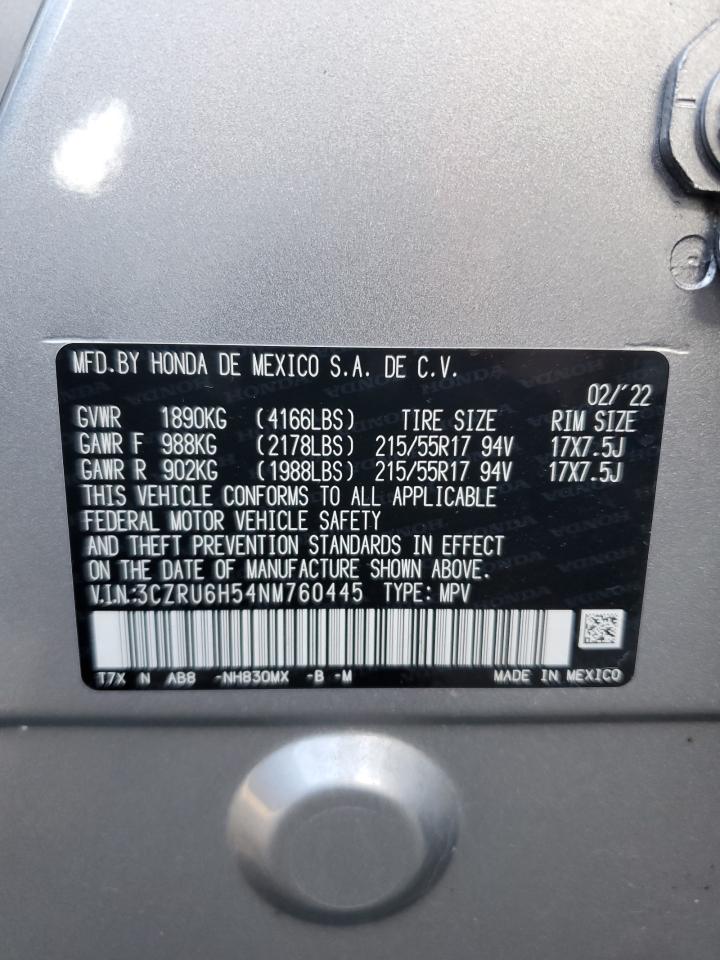 MFD.BY HONDA DE MEXICO S.A. DE C.V.
02/'22
GVWR 1890KG (4166LBS) TIRE SIZE RIM SIZE
GAWR F 988KG (2178LBS) 215/55R17 94V 17X7.5J
GAWR R 902KG (1988LBS) 215/55R17 94V 17X7.5J
THIS VEHICLE CONFORMS TO ALL APPLICABLE
FEDERAL MOTOR VEHICLE SAFETY
AND THEFT PREVENTION STANDARDS IN EFFECT
ON THE DATE OF MANUFACTURE SHOWN ABOVE.
V.I.N.:3CZRU6H54NM760445 TYPE: MPV
T7X N AB8 -NH830MX -B -M MADE IN MEXICO